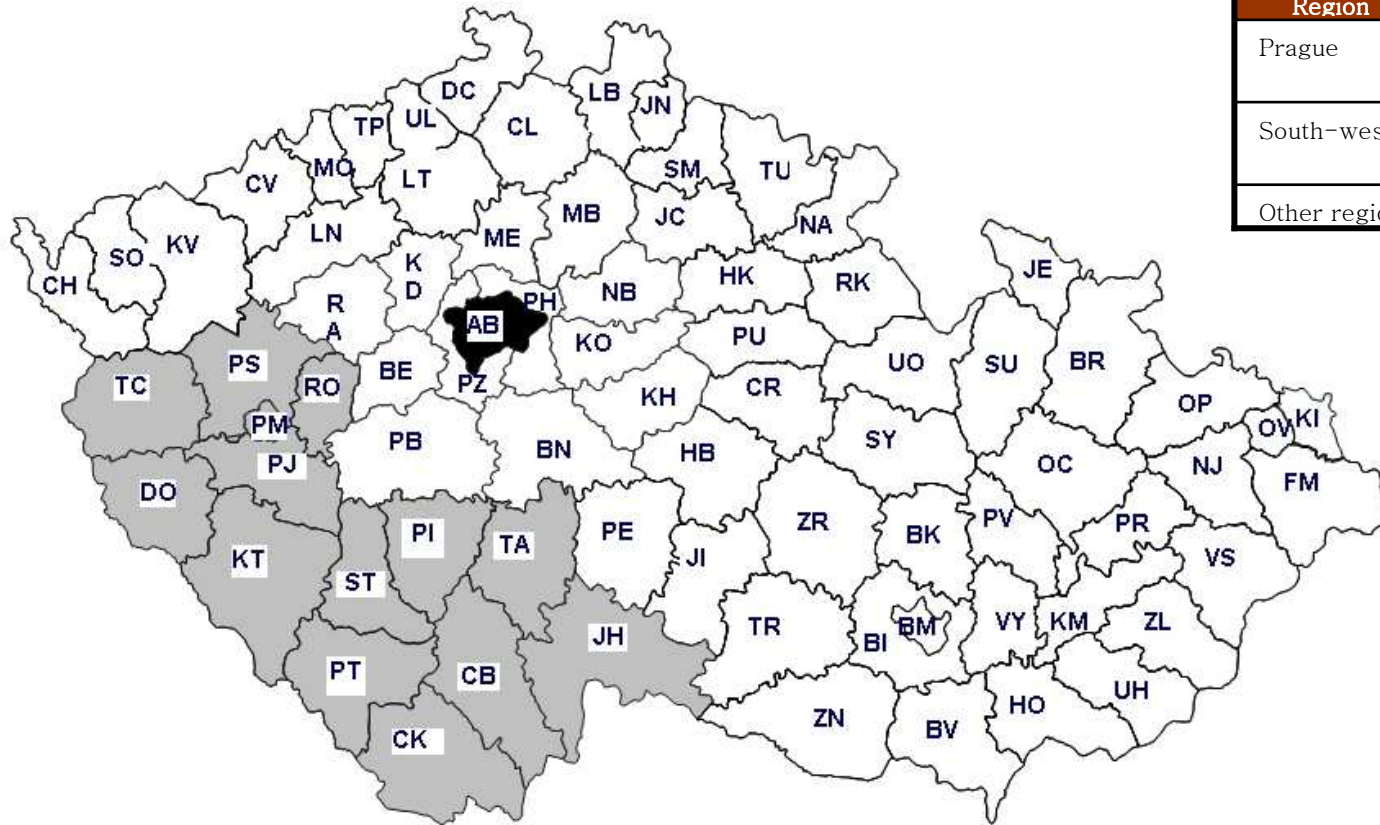 Region
Prague
South-wes
Other regio
DC
LB
JN
UL
TP
CL
MO
CV
LT
SM
TU
MB
JC
NA
LN
ME
SO
KV
CH
K
D
JE
NB
HK
RK
PH
R
A
AB
KO
PU
UO
SU
BR
PS
TC
RO
BE
PZ
KH
CR
OP
KI
PM
OV
PB
BN
HB
SY
PJ
OC
NJ
DO
FM
PI
TA
PE
ZR
BK
PV
PR
KT
ST
JI
VS
TR
BI
BM
VY
KM
ZL
JH
PT
CB
UH
HO
ZN
BV
CK